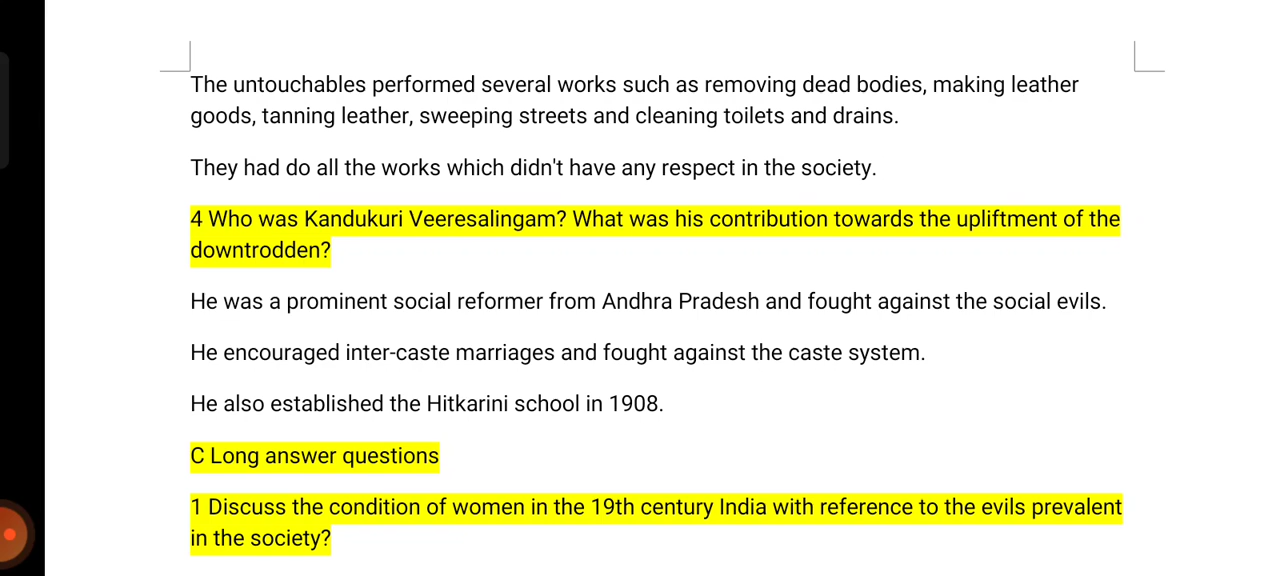 The untouchables performed several works such as removing dead bodies, making leather
goods, tanning leather, sweeping streets and cleaning toilets and drains.
They had do all the works which didn't have any respect in the society.
4 Who was Kandukuri Veeresalingam? What was his contribution towards the upliftment of the
downtrodden?
He was a prominent social reformer from Andhra Pradesh and fought against the social evils.
He encouraged inter-caste marriages and fought against the caste system.
He also established the Hitkarini school in 1908.
C Long answer questions
1 Discuss the condition of women in the 19th century India with reference to the evils prevalent
in the society?